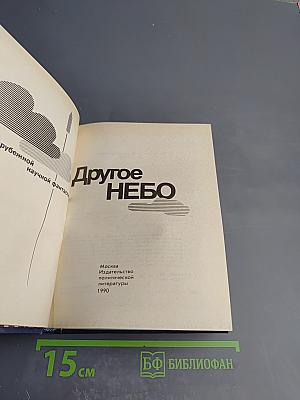 рубежной
научной фантас
Другое
НЕБО
Москва
Издательство
политической
литературы
1990
15 см
БФ БИБЛИОФАН